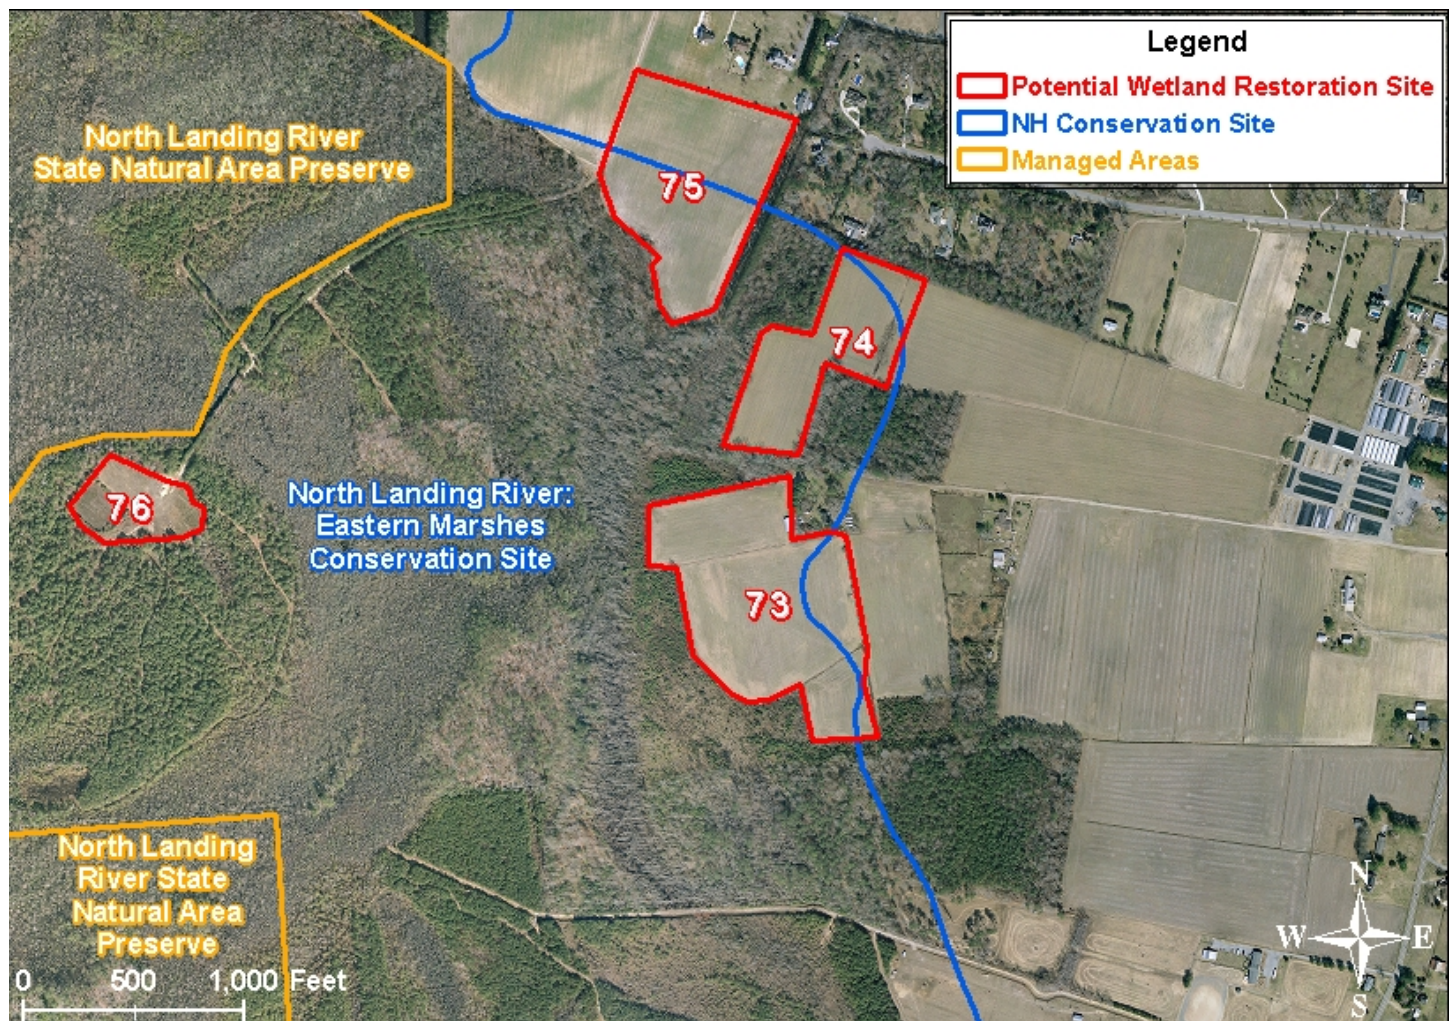 Legend
Potential Wetland Restoration Site
NH Conservation Site
Managed Areas
North Landing River
State Natural Area Preserve
75
74
76
North Landing River:
Eastern Marshes
Conservation Site
73
North Landing
River State
Natural Area
Preserve
0 500 1,000 Feet
N
W E
S